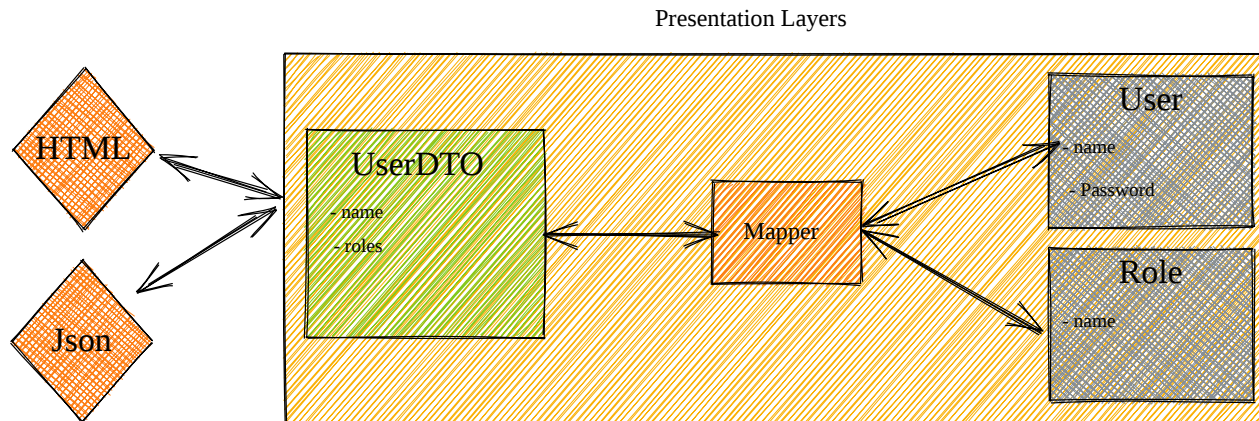 Presentation Layers
HTML
Json
UserDTO
- name
- roles
Mapper
User
- name
- Password
Role
- name